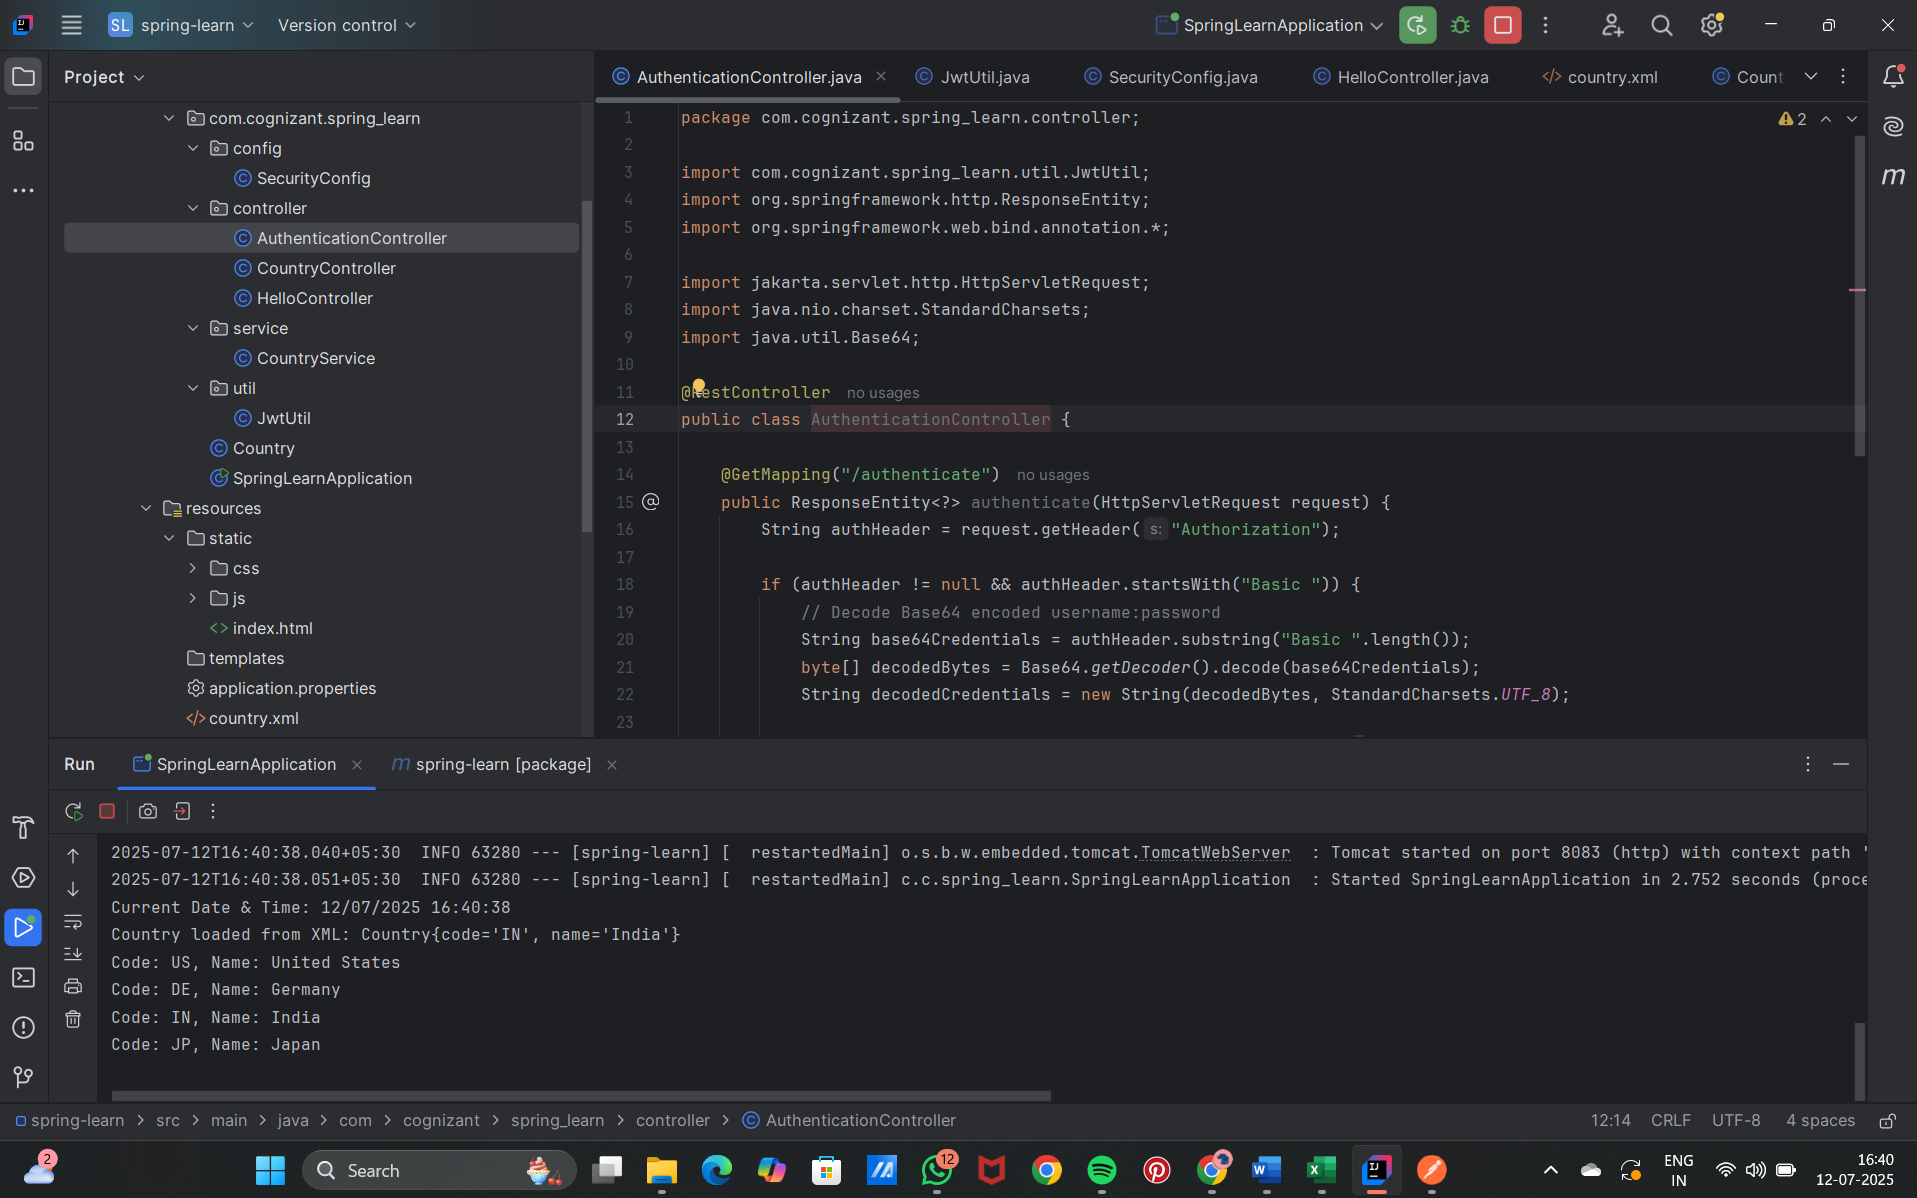 SL spring-learn Version control SpringLearnApplication
Project
com.cognizant.spring_learn
config
SecurityConfig
controller
AuthenticationController
CountryController
HelloController
service
CountryService
util
JwtUtil
Country
SpringLearnApplication
resources
static
css
js
index.html
templates
application.properties
country.xml
AuthenticationController.java JwtUtil.java SecurityConfig.java HelloController.java country.xml Count
2
1 package com.cognizant.spring_learn.controller;
2
3 import com.cognizant.spring_learn.util.JwtUtil;
4 import org.springframework.http.ResponseEntity;
5 import org.springframework.web.bind.annotation.*;
6
7 import jakarta.servlet.http.HttpServletRequest;
8 import java.nio.charset.StandardCharsets;
9 import java.util.Base64;
10
11 @RestController no usages
12 public class AuthenticationController {
13
14 @GetMapping("/authenticate") no usages
15 public ResponseEntity<?> authenticate(HttpServletRequest request) {
16 String authHeader = request.getHeader( s: "Authorization");
17
18 if (authHeader != null && authHeader.startsWith("Basic ")) {
19 // Decode Base64 encoded username:password
20 String base64Credentials = authHeader.substring("Basic ".length());
21 byte[] decodedBytes = Base64.getDecoder().decode(base64Credentials);
22 String decodedCredentials = new String(decodedBytes, StandardCharsets.UTF_8);
23
Run SpringLearnApplication spring-learn [package]
2025-07-12T16:40:38.040+05:30  INFO 63280 --- [spring-learn] [  restartedMain] o.s.b.w.embedded.tomcat.TomcatWebServer  : Tomcat started on port 8083 (http) with context path '
2025-07-12T16:40:38.051+05:30  INFO 63280 --- [spring-learn] [  restartedMain] c.c.spring_learn.SpringLearnApplication  : Started SpringLearnApplication in 2.752 seconds (proce
Current Date & Time: 12/07/2025 16:40:38
Country loaded from XML: Country{code='IN', name='India'}
Code: US, Name: United States
Code: DE, Name: Germany
Code: IN, Name: India
Code: JP, Name: Japan
spring-learn > src > main > java > com > cognizant > spring_learn > controller > AuthenticationController 12:14 CRLF UTF-8 4 spaces
2 Search 12 ENG 16:40
IN 12-07-2025